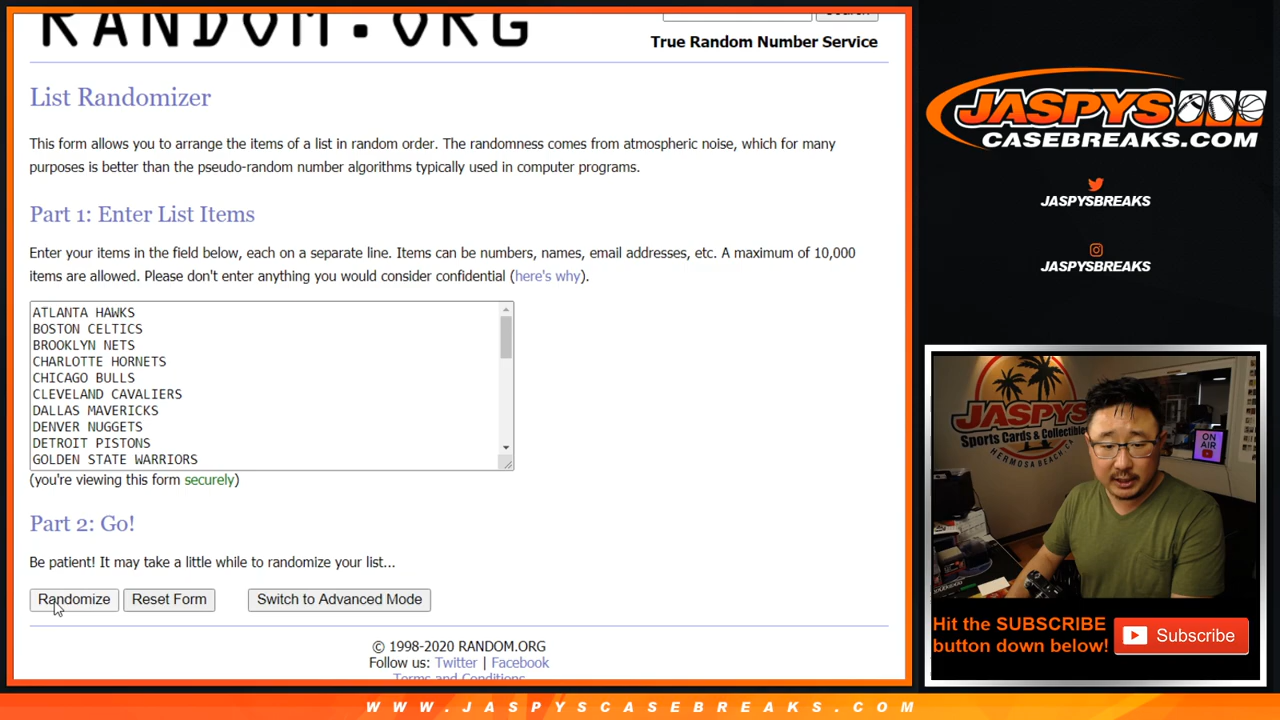 RANDOM.ORG
Search
True Random Number Service
List Randomizer
This form allows you to arrange the items of a list in random order. The randomness comes from atmospheric noise, which for many
purposes is better than the pseudo-random number algorithms typically used in computer programs.
Part 1: Enter List Items
Enter your items in the field below, each on a separate line. Items can be numbers, names, email addresses, etc. A maximum of 10,000
items are allowed. Please don't enter anything you would consider confidential (here's why).
ATLANTA HAWKS
BOSTON CELTICS
BROOKLYN NETS
CHARLOTTE HORNETS
CHICAGO BULLS
CLEVELAND CAVALIERS
DALLAS MAVERICKS
DENVER NUGGETS
DETROIT PISTONS
GOLDEN STATE WARRIORS
(you're viewing this form securely)
Part 2: Go!
Be patient! It may take a little while to randomize your list...
Randomize Reset Form Switch to Advanced Mode
© 1998-2020 RANDOM.ORG
Follow us: Twitter | Facebook
Terms and Conditions
JASPYS
CASEBREAKS.COM
JASPYSBREAKS
JASPYSBREAKS
JASPYS
Sports Cards & Collectibles
HERMOSA BEACH
ON
AIR
Hit the SUBSCRIBE
button down below!
Subscribe
WWW.JASPYSCASEBREAKS.COM